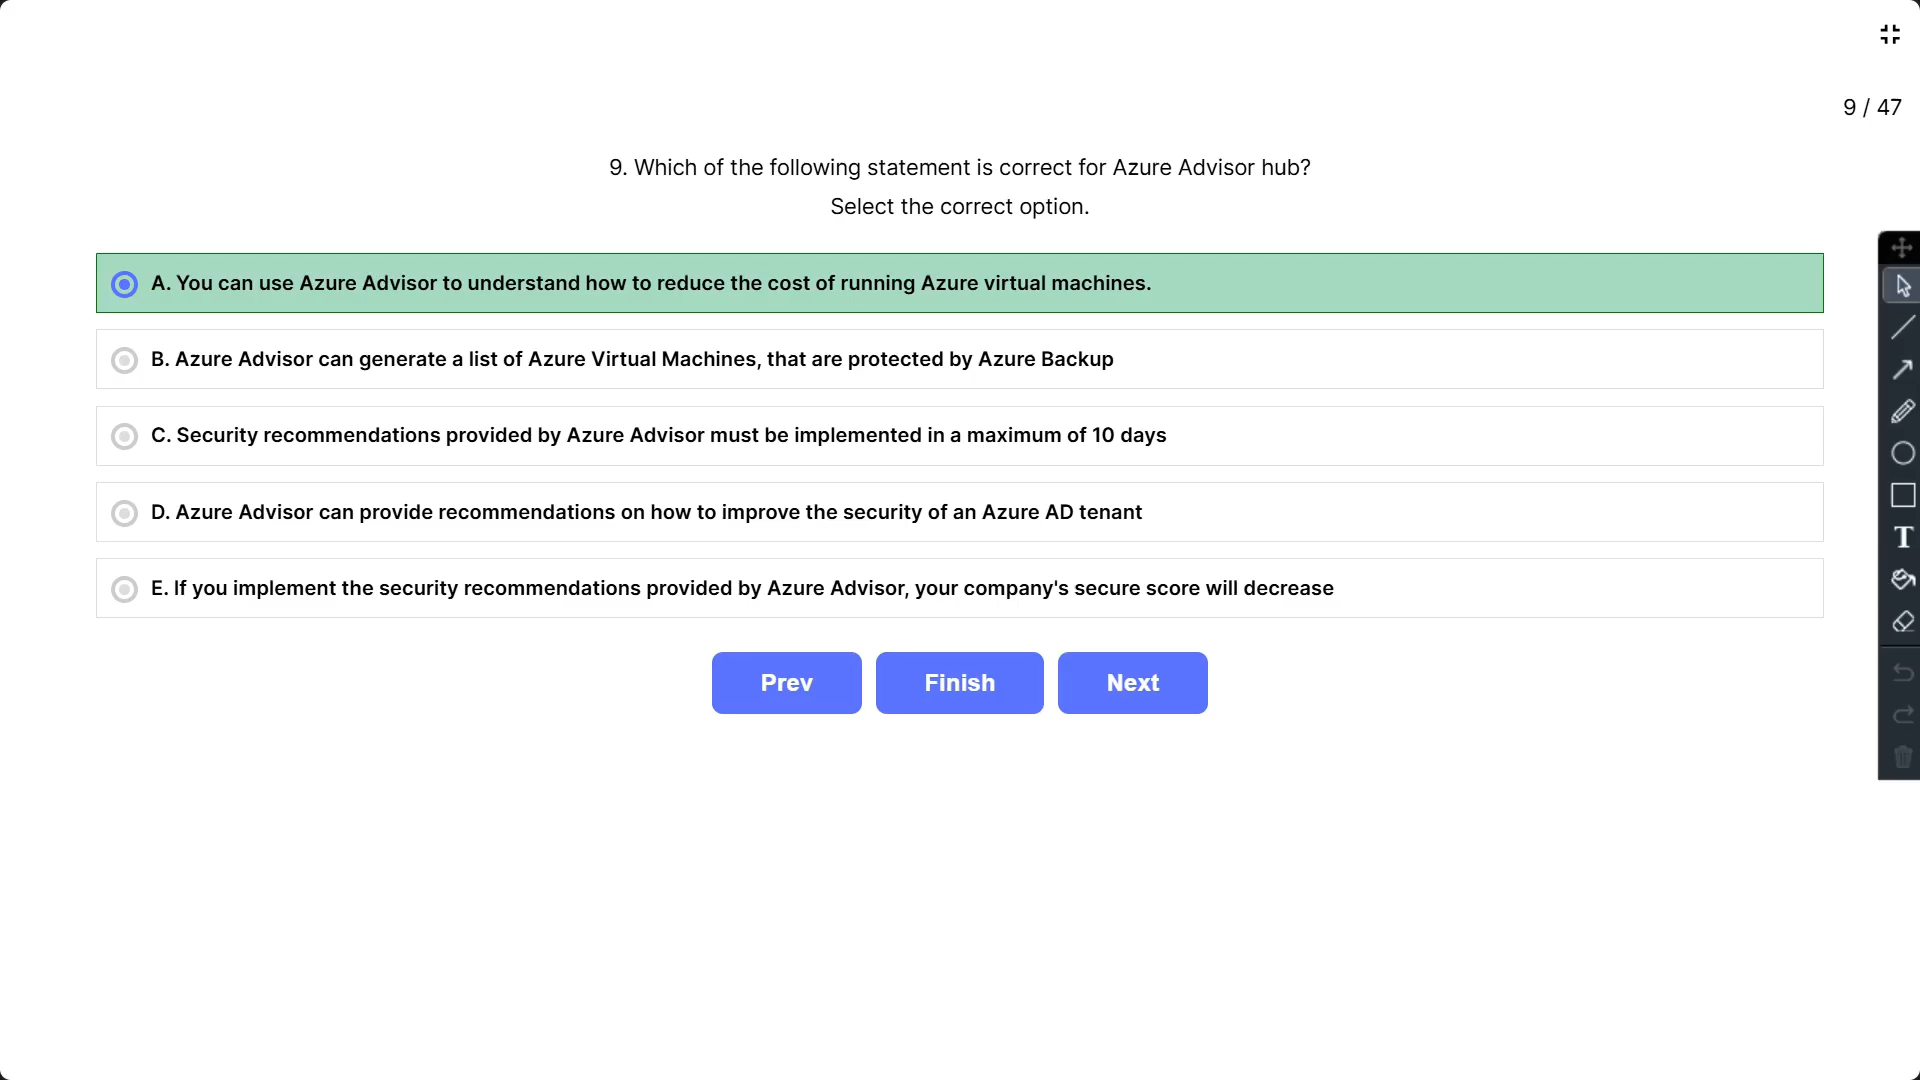 9 / 47
9. Which of the following statement is correct for Azure Advisor hub?
Select the correct option.
A. You can use Azure Advisor to understand how to reduce the cost of running Azure virtual machines.
B. Azure Advisor can generate a list of Azure Virtual Machines, that are protected by Azure Backup
C. Security recommendations provided by Azure Advisor must be implemented in a maximum of 10 days
D. Azure Advisor can provide recommendations on how to improve the security of an Azure AD tenant
E. If you implement the security recommendations provided by Azure Advisor, your company's secure score will decrease
Prev Finish Next
T